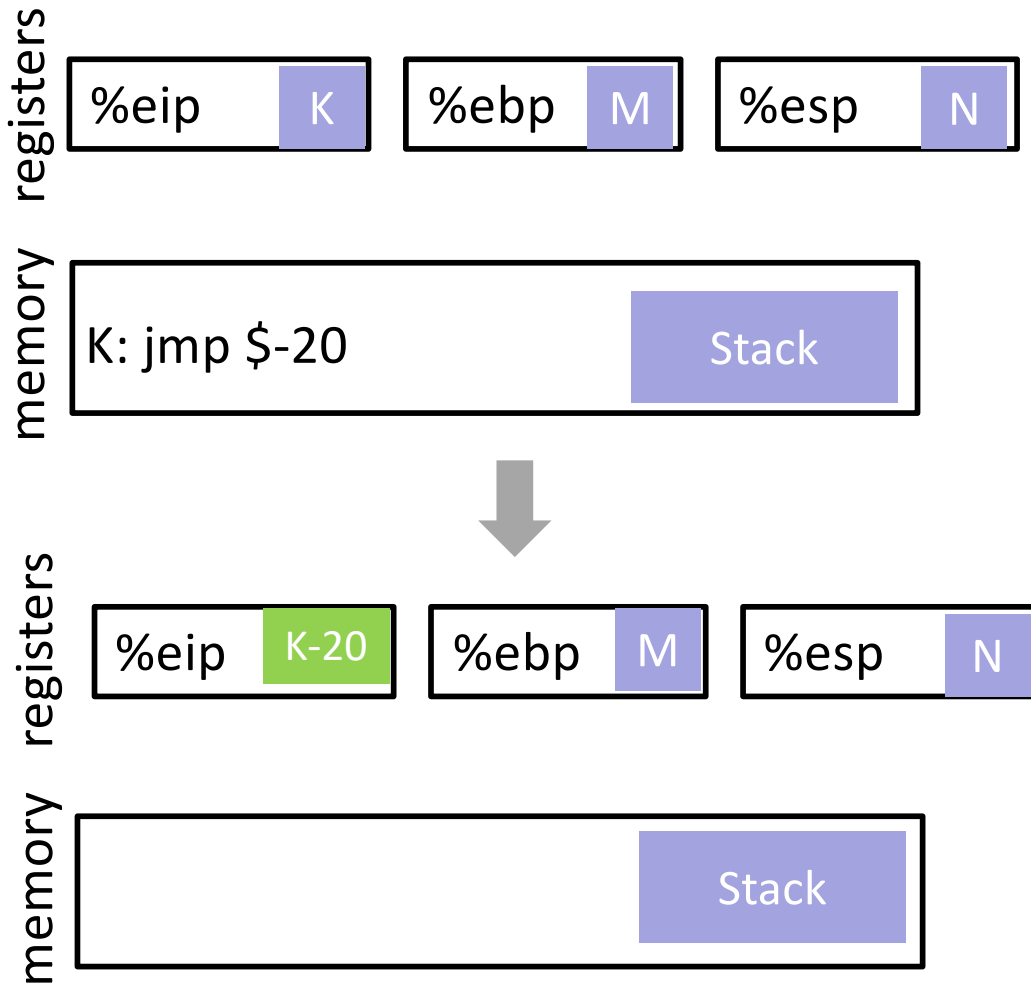 registers
%eip K %ebp M %esp N
memory
K: jmp $-20
Stack
registers
%eip K-20 %ebp M %esp N
memory
Stack